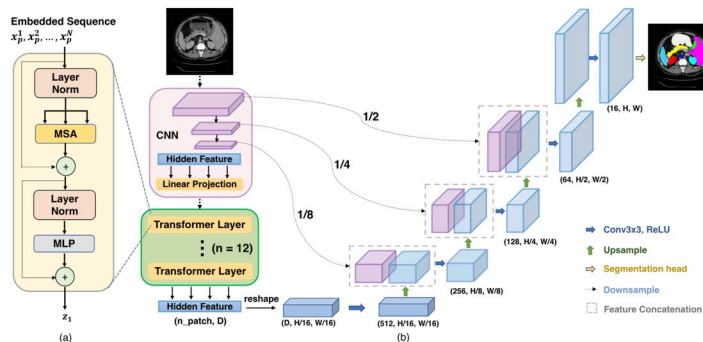 Embedded Sequence
x_p^1, x_p^2, ..., x_p^N
Layer
Norm
MSA
+
Layer
Norm
MLP
+
z_1
(a)
CNN
Hidden Feature
Linear Projection
Transformer Layer
(n = 12)
Transformer Layer
Hidden Feature
(n_patch, D)
reshape
(D, H/16, W/16)
(512, H/16, W/16)
(b)
1/2
1/4
1/8
(256, H/8, W/8)
(128, H/4, W/4)
(64, H/2, W/2)
(16, H, W)
Conv3x3, ReLU
Upsample
Segmentation head
Downsample
Feature Concatenation